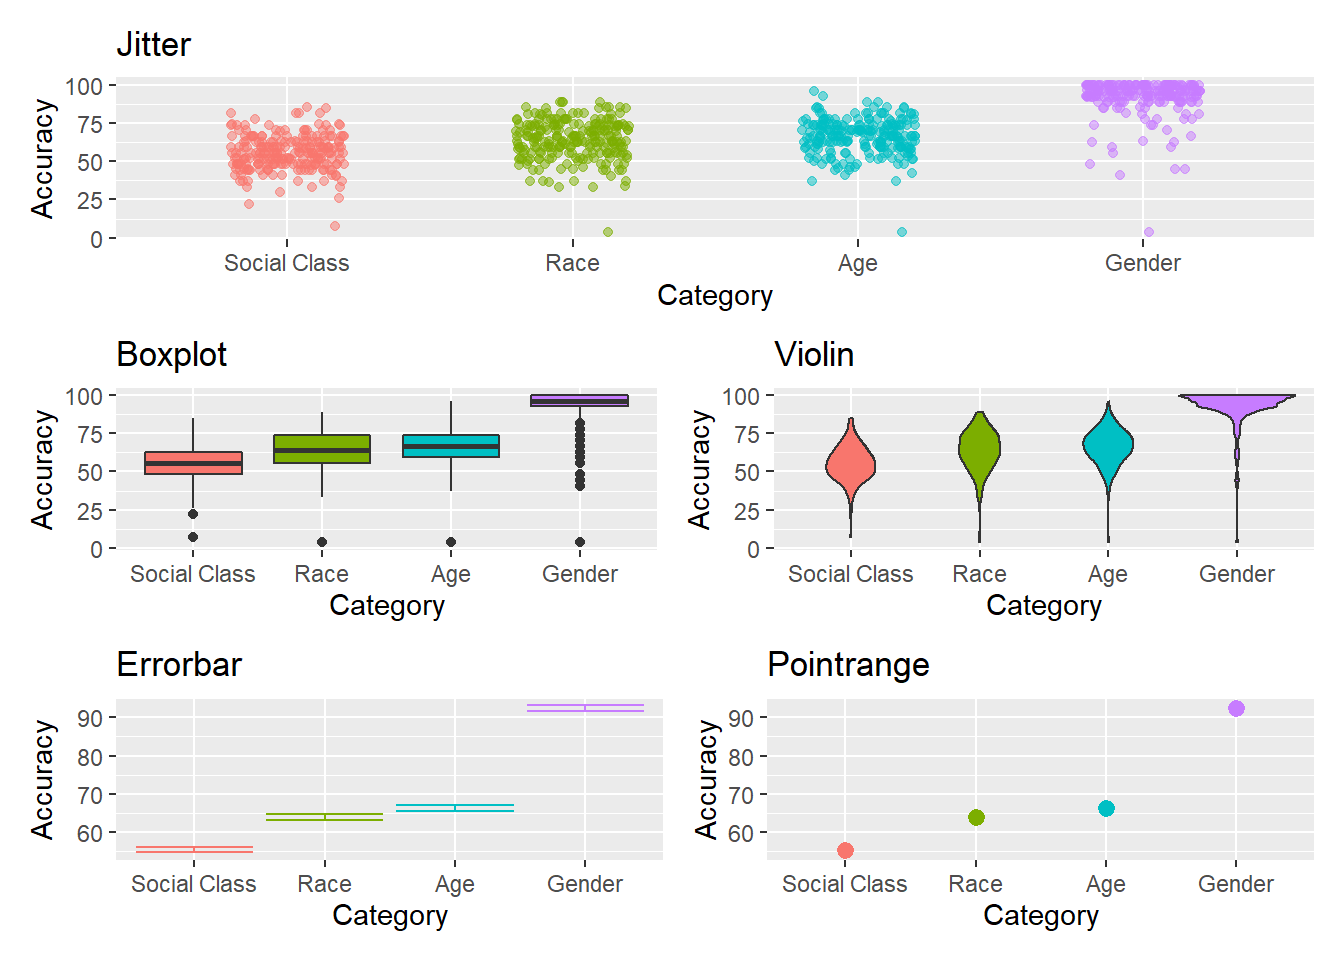 Jitter
100
75
50
25
0
Accuracy
Social Class Race Age Gender
Category
Boxplot
100
75
50
25
0
Accuracy
Social Class Race Age Gender
Category
Violin
100
75
50
25
0
Accuracy
Social Class Race Age Gender
Category
Errorbar
90
80
70
60
Accuracy
Social Class Race Age Gender
Category
Pointrange
90
80
70
60
Accuracy
Social Class Race Age Gender
Category